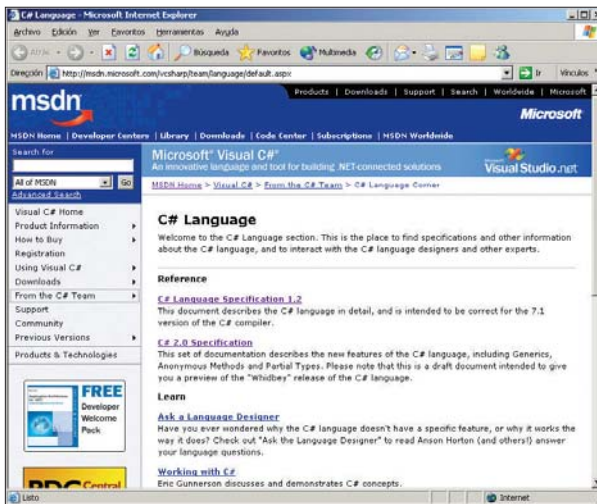 C# Language - Microsoft Internet Explorer
Archivo Edición Ver Favoritos Herramientas Ayuda
Atrás Búsqueda Favoritos Multimedia
Dirección http://msdn.microsoft.com/vcsharp/team/language/default.aspx Ir Vínculos
Products | Downloads | Support | Search | Worldwide | Microsoft
msdn
Microsoft
MSDN Home | Developer Centers | Library | Downloads | Code Center | Subscriptions | MSDN Worldwide
Search for
All of MSDN Go
Advanced Search
Visual C# Home
Product Information
How to Buy
Registration
Using Visual C#
Downloads
From the C# Team
Support
Community
Previous Versions
Products & Technologies
FREE
Developer
Welcome
Pack
PDC Central
Microsoft® Visual C#®
An innovative language and tool for building .NET-connected solutions
Microsoft
Visual Studio.net
MSDN Home > Visual C# > From the C# Team > C# Language Corner
C# Language
Welcome to the C# Language section. This is the place to find specifications and other information
about the C# language, and to interact with the C# language designers and other experts.
Reference
C# Language Specification 1.2
This document describes the C# language in detail, and is intended to be correct for the 7.1
version of the C# compiler.
C# 2.0 Specification
This set of documentation describes the new features of the C# language, including Generics,
Anonymous Methods and Partial Types. Please note that this is a draft document intended to
give you a preview of the "Whidbey" release of the C# language.
Learn
Ask a Language Designer
Have you ever wondered why the C# language doesn't have a specific feature, or why it works the
way it does? Check out "Ask the Language Designer" to read Anson Horton (and others!) answer
your language questions.
Working with C#
Eric Gunnerson discusses and demonstrates C# concepts.
Listo Internet